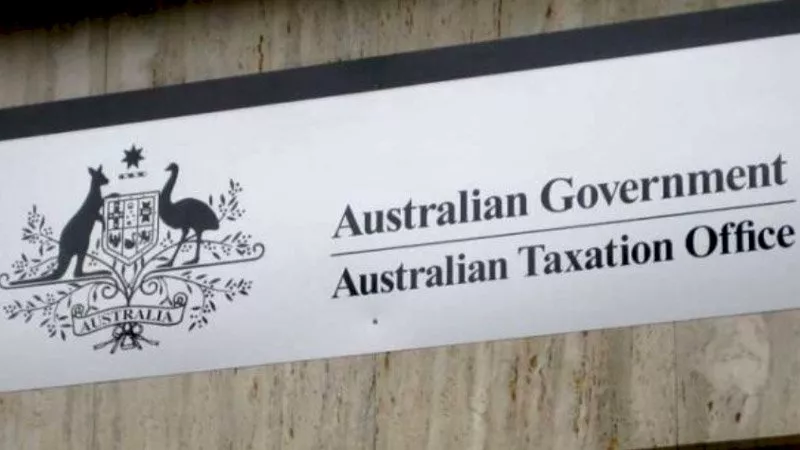 AUSTRALIA
Australian Government
Australian Taxation Office